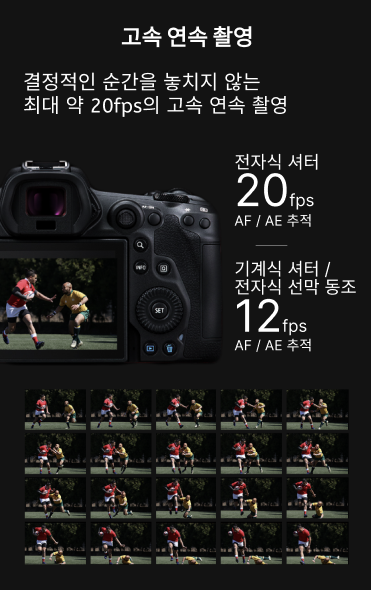 고속 연속 촬영
결정적인 순간을 놓치지 않는
최대 약 20fps의 고속 연속 촬영
전자식 셔터
20fps
AF / AE 추적
기계식 셔터 /
전자식 선막 동조
12fps
AF / AE 추적
INFO
Q
SET